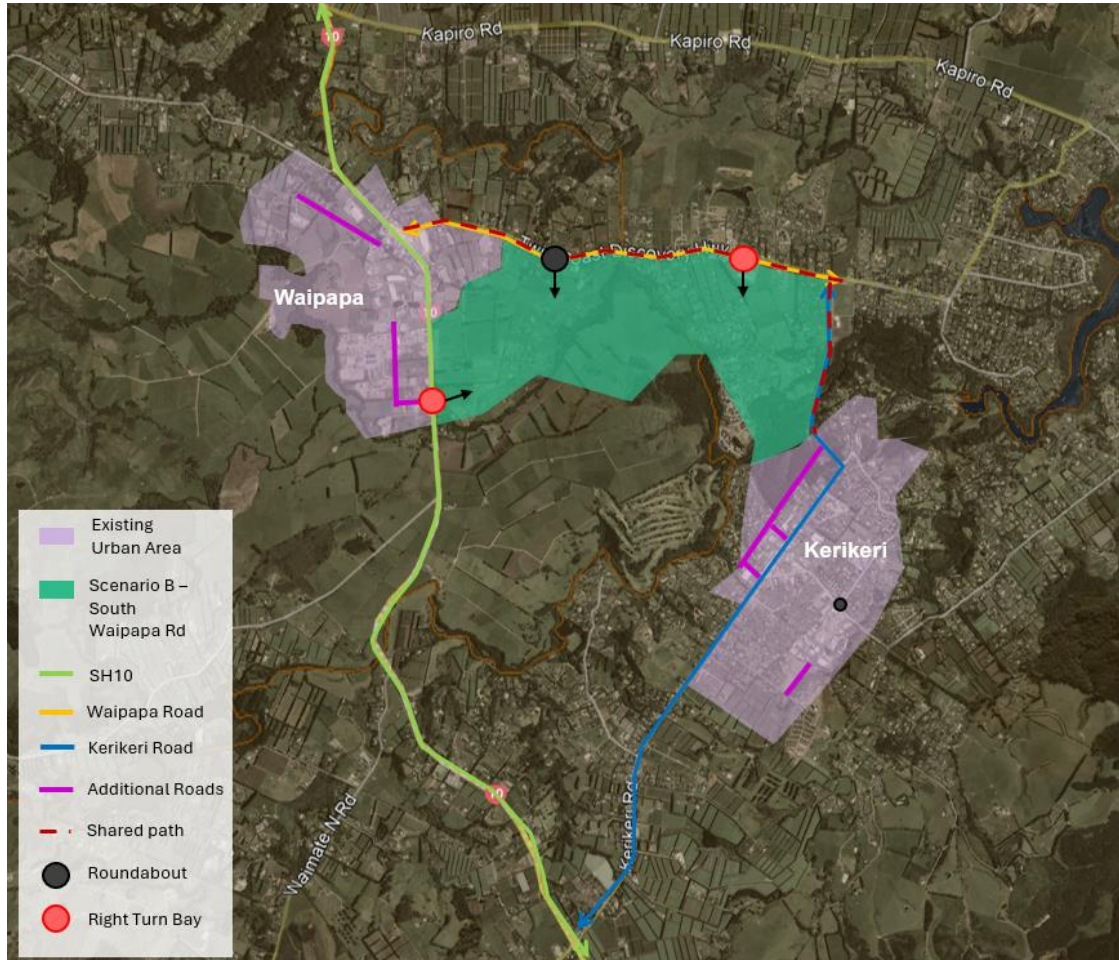 Kapiro Rd
Kapiro Rd
Kapiro Rd
10
Waipapa
10
Kerikeri
10
Kerikeri Rd
Waimate N Rd
Existing
Urban Area
Scenario B –
South
Waipapa Rd
SH10
Waipapa Road
Kerikeri Road
Additional Roads
Shared path
Roundabout
Right Turn Bay